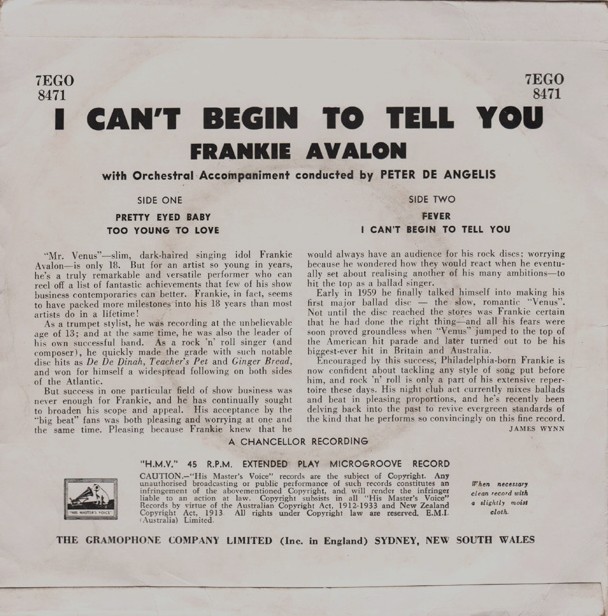 7EGO
8471
7EGO
8471
I CAN'T BEGIN TO TELL YOU
FRANKIE AVALON
with Orchestral Accompaniment conducted by PETER DE ANGELIS
SIDE ONE
PRETTY EYED BABY
TOO YOUNG TO LOVE
SIDE TWO
FEVER
I CAN'T BEGIN TO TELL YOU
"Mr. Venus"—slim, dark-haired singing idol Frankie
Avalon—is only 18. But for an artist so young in years,
he's a truly remarkable and versatile performer who can
reel off a list of fantastic achievements that few of his show
business contemporaries can better. Frankie, in fact, seems
to have packed more milestones into his 18 years than most
artists do in a lifetime!
As a trumpet stylist, he was recording at the unbelievable
age of 13; and at the same time, he was also the leader of
his own successful band. As a rock 'n' roll singer (and
composer), he quickly made the grade with such notable
disc hits as De De Dinah, Teacher's Pet and Ginger Bread,
and won for himself a widespread following on both sides
of the Atlantic.
But success in one particular field of show business was
never enough for Frankie, and he has continually sought
to broaden his scope and appeal. His acceptance by the
"big beat" fans was both pleasing and worrying at one and
the same time. Pleasing because Frankie knew that he
would always have an audience for his rock discs; worrying
because he wondered how they would react when he eventu-
ally set about realising another of his many ambitions—to
hit the top as a ballad singer.
Early in 1959 he finally talked himself into making his
first major ballad disc — the slow, romantic "Venus".
Not until the disc reached the stores was Frankie certain
that he had done the right thing—and all his fears were
soon proved groundless when "Venus" jumped to the top of
the American hit parade and later turned out to be his
biggest-ever hit in Britain and Australia.
Encouraged by this success, Philadelphia-born Frankie is
now confident about tackling any style of song put before
him, and rock 'n' roll is only a part of his extensive reper-
toire these days. His night club act currently mixes ballads
and beat in pleasing proportions, and he's recently been
delving back into the past to revive evergreen standards of
the kind that he performs so convincingly on this fine record.
JAMES WYNN
A CHANCELLOR RECORDING
"H.M.V." 45 R.P.M. EXTENDED PLAY MICROGROOVE RECORD
CAUTION.—"His Master's Voice" records are the subject of Copyright. Any
unauthorised broadcasting or public performance of such records constitutes an
infringement of the abovementioned Copyright, and will render the infringer
liable to an action at law. Copyright subsists in all "His Master's Voice"
Records by virtue of the Australian Copyright Act, 1912-1933 and New Zealand
Copyright Act, 1913. All rights under Copyright law are reserved. E.M.I.
(Australia) Limited.
"HIS MASTER'S VOICE"
When necessary
clean record with
a slightly moist
cloth.
THE GRAMOPHONE COMPANY LIMITED (Inc. in England) SYDNEY, NEW SOUTH WALES